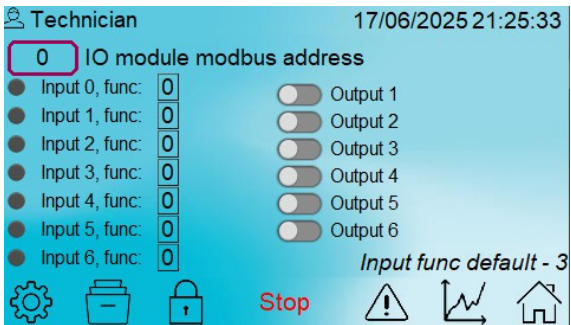 Technician 17/06/2025 21:25:33
0 IO module modbus address
Input 0, func: 0
Input 1, func: 0
Input 2, func: 0
Input 3, func: 0
Input 4, func: 0
Input 5, func: 0
Input 6, func: 0
Output 1
Output 2
Output 3
Output 4
Output 5
Output 6
Input func default - 3
Stop